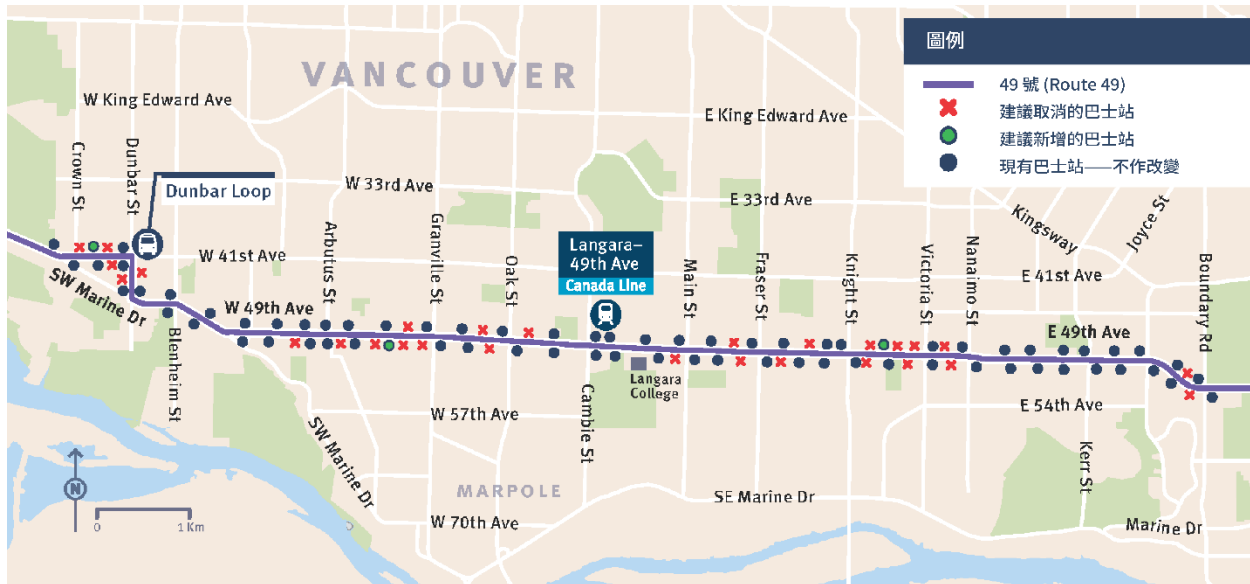 圖例
49 號 (Route 49)
建議取消的巴士站
建議新增的巴士站
現有巴士站——不作改變
VANCOUVER
W King Edward Ave
E King Edward Ave
Crown St
Dunbar St
Dunbar Loop
W 33rd Ave
E 33rd Ave
Kingsway
Joyce St
Arbutus St
Granville St
Oak St
Langara–
49th Ave
Canada Line
Main St
Fraser St
Knight St
Victoria St
Nanaimo St
Boundary Rd
W 41st Ave
E 41st Ave
SW Marine Dr
W 49th Ave
E 49th Ave
Blenheim St
Langara
College
Cambie St
W 57th Ave
E 54th Ave
SW Marine Dr
Kerr St
MARPOLE
SE Marine Dr
N
0 1 Km
W 70th Ave
Marine Dr